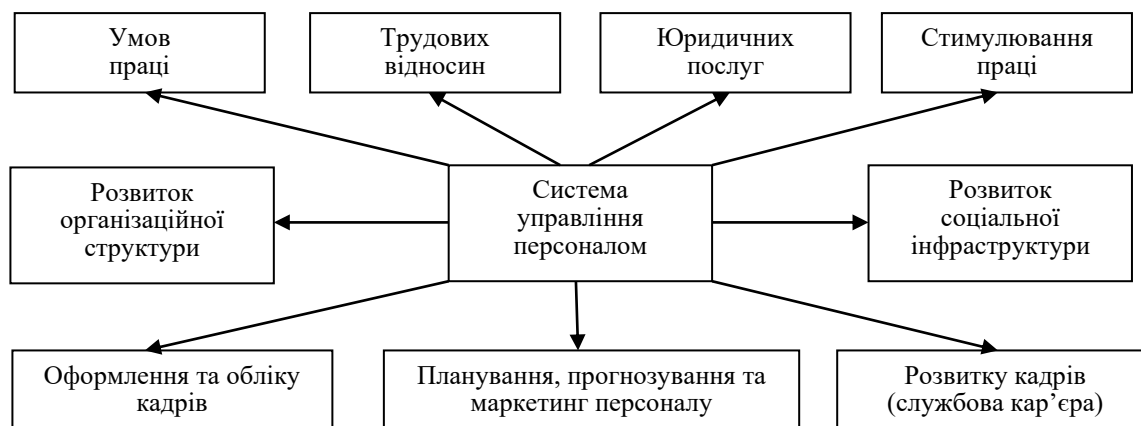 Умов
праці
Трудових
відносин
Юридичних
послуг
Стимулювання
праці
Розвиток
організаційної
структури
Система
управління
персоналом
Розвиток
соціальної
інфраструктури
Оформлення та обліку
кадрів
Планування, прогнозування та
маркетинг персоналу
Розвитку кадрів
(службова кар’єра)